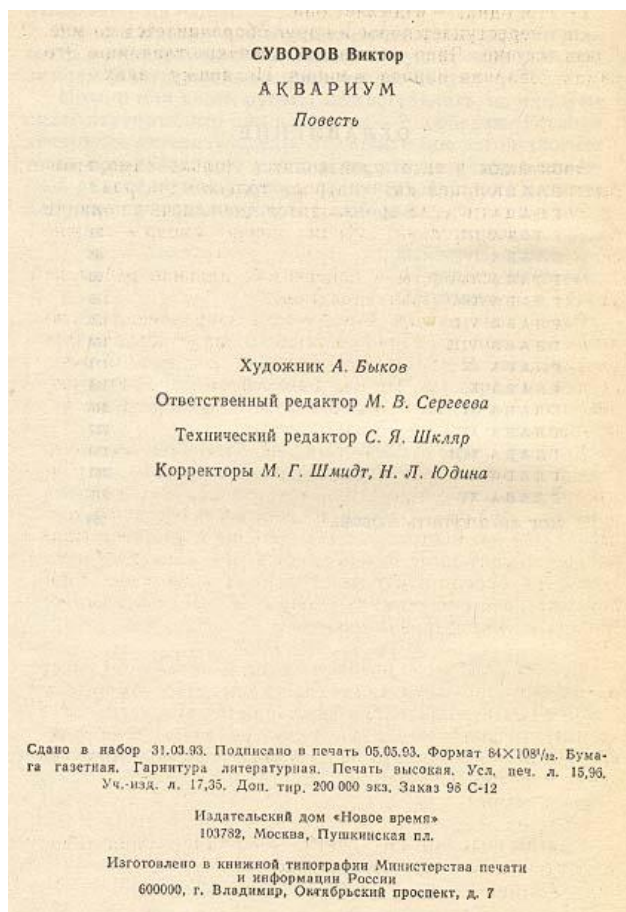 СУВОРОВ Виктор
АКВАРИУМ
Повесть
Художник А. Быков
Ответственный редактор М. В. Сергеева
Технический редактор С. Я. Шкляр
Корректоры М. Г. Шмидт, Н. Л. Юдина
Сдано в набор 31.03.93. Подписано в печать 05.05.93. Формат 84×108¹/₃₂. Бума-
га газетная. Гарнитура литературная. Печать высокая. Усл. печ. л. 15,96.
Уч.-изд. л. 17,35. Доп. тир. 200 000 экз. Заказ 96 С-12
Издательский дом «Новое время»
103782, Москва, Пушкинская пл.
Изготовлено в книжной типографии Министерства печати
и информации России
600000, г. Владимир, Октябрьский проспект, д. 7